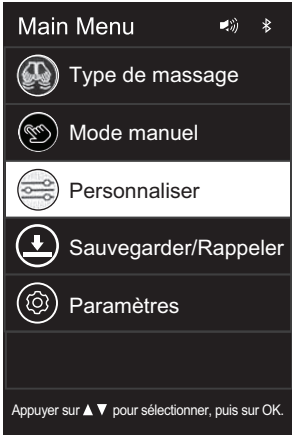 Main Menu
Type de massage
Mode manuel
Personnaliser
Sauvegarder/Rappeler
Paramètres
Appuyer sur ▲ ▼ pour sélectionner, puis sur OK.